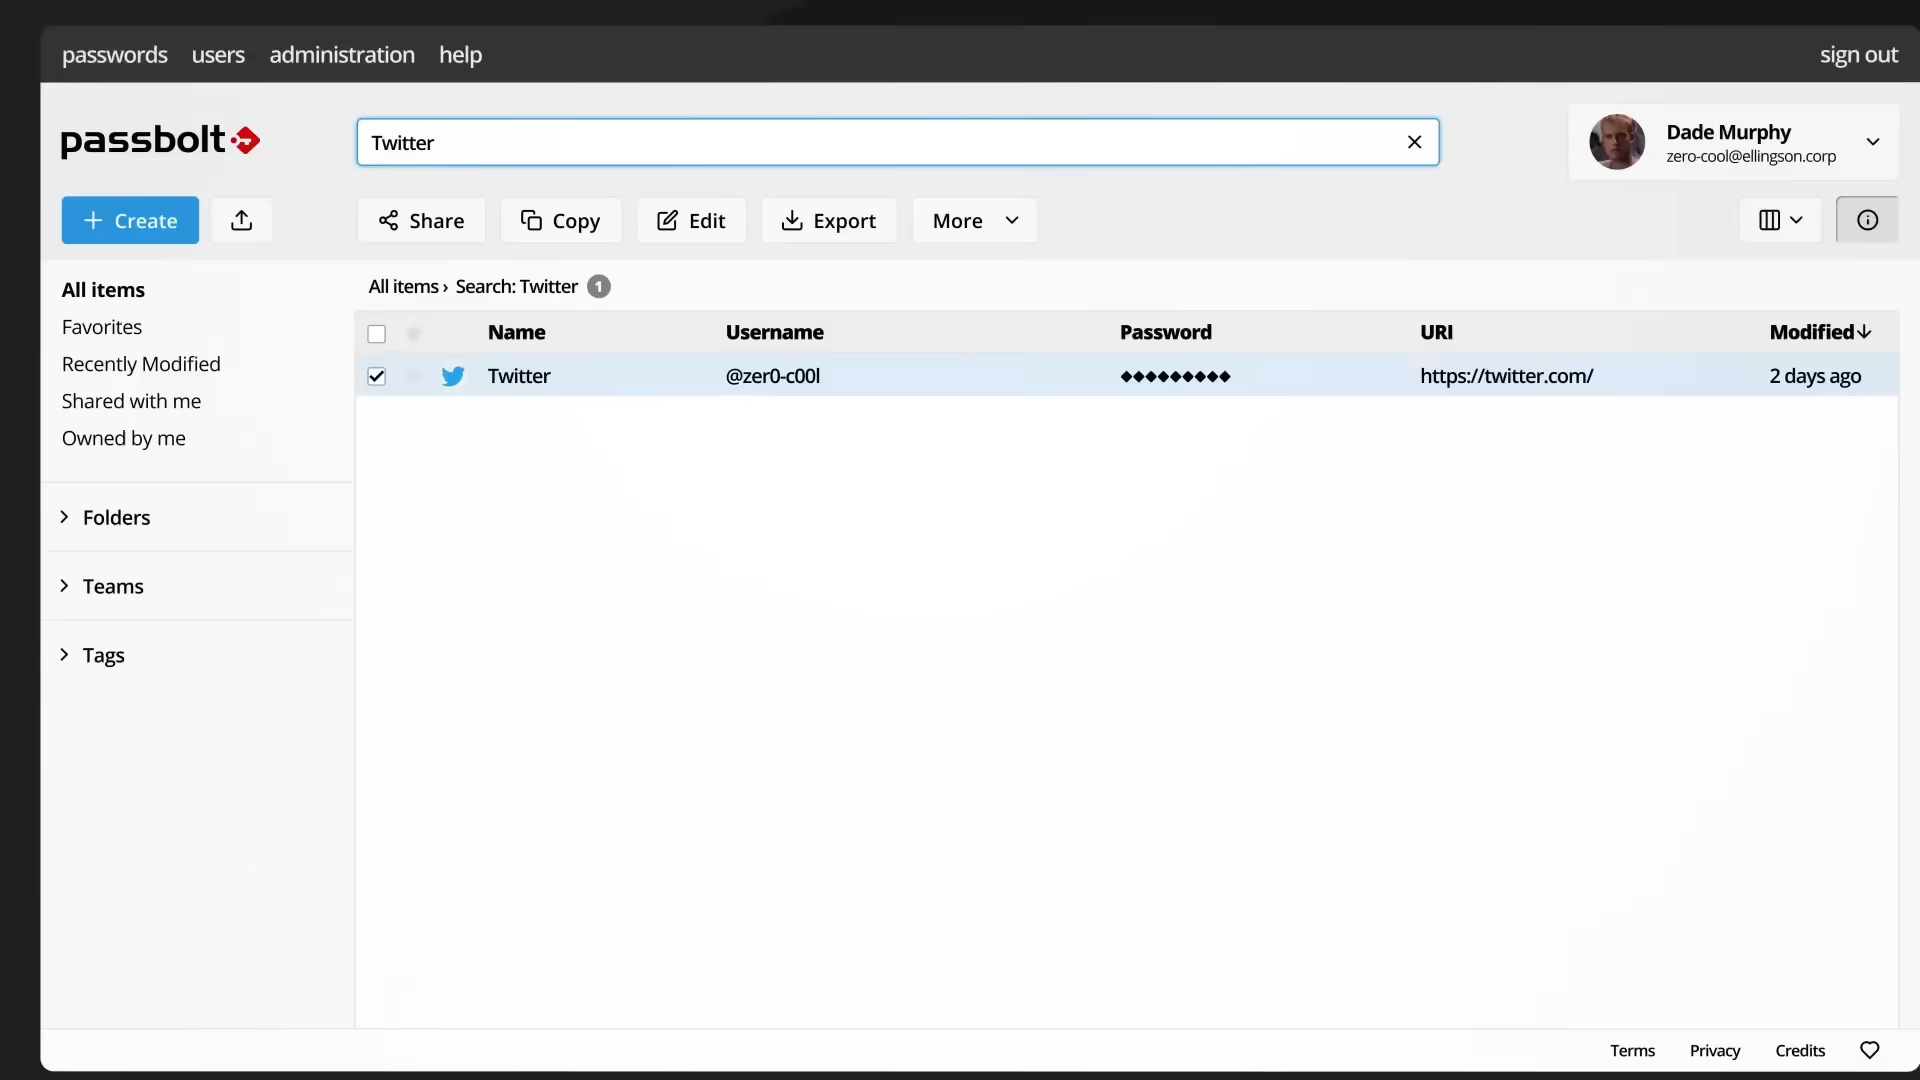 passwords users administration help sign out
passbolt
Twitter
Dade Murphy
zero-cool@ellingson.corp
Create
Share Copy Edit Export More
All items
Favorites
Recently Modified
Shared with me
Owned by me
Folders
Teams
Tags
All items › Search: Twitter 1
Name Username Password URI Modified
Twitter @zer0-c00l ◆◆◆◆◆◆◆◆◆ https://twitter.com/ 2 days ago
Terms Privacy Credits